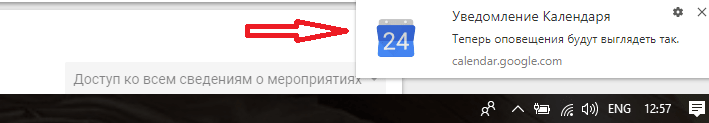 Уведомление Календаря
24
Теперь оповещения будут выглядеть так.
calendar.google.com
Доступ ко всем сведениям о мероприятиях
ENG 12:57